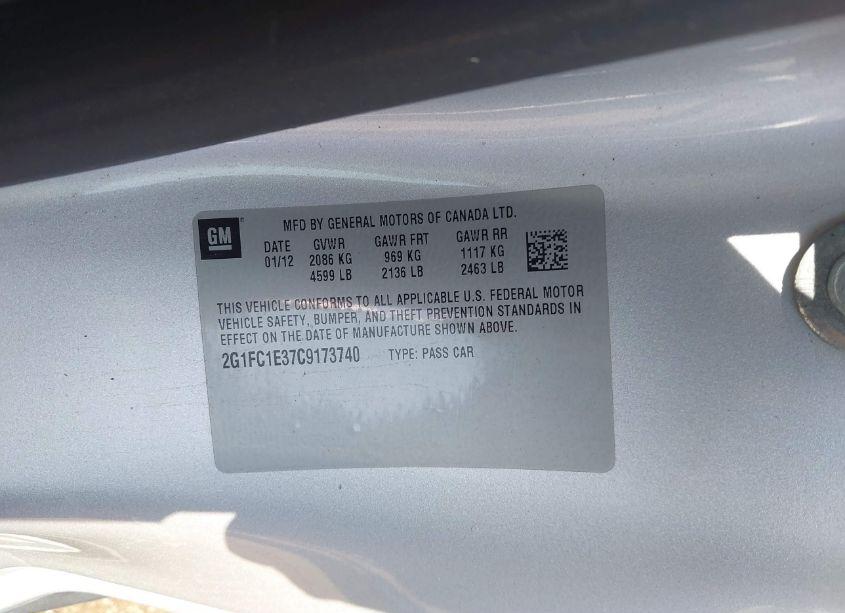 GM
MFD BY GENERAL MOTORS OF CANADA LTD.
DATE GVWR GAWR FRT GAWR RR
01/12 2086 KG 969 KG 1117 KG
4599 LB 2136 LB 2463 LB
THIS VEHICLE CONFORMS TO ALL APPLICABLE U.S. FEDERAL MOTOR
VEHICLE SAFETY, BUMPER, AND THEFT PREVENTION STANDARDS IN
EFFECT ON THE DATE OF MANUFACTURE SHOWN ABOVE.
2G1FC1E37C9173740 TYPE: PASS CAR